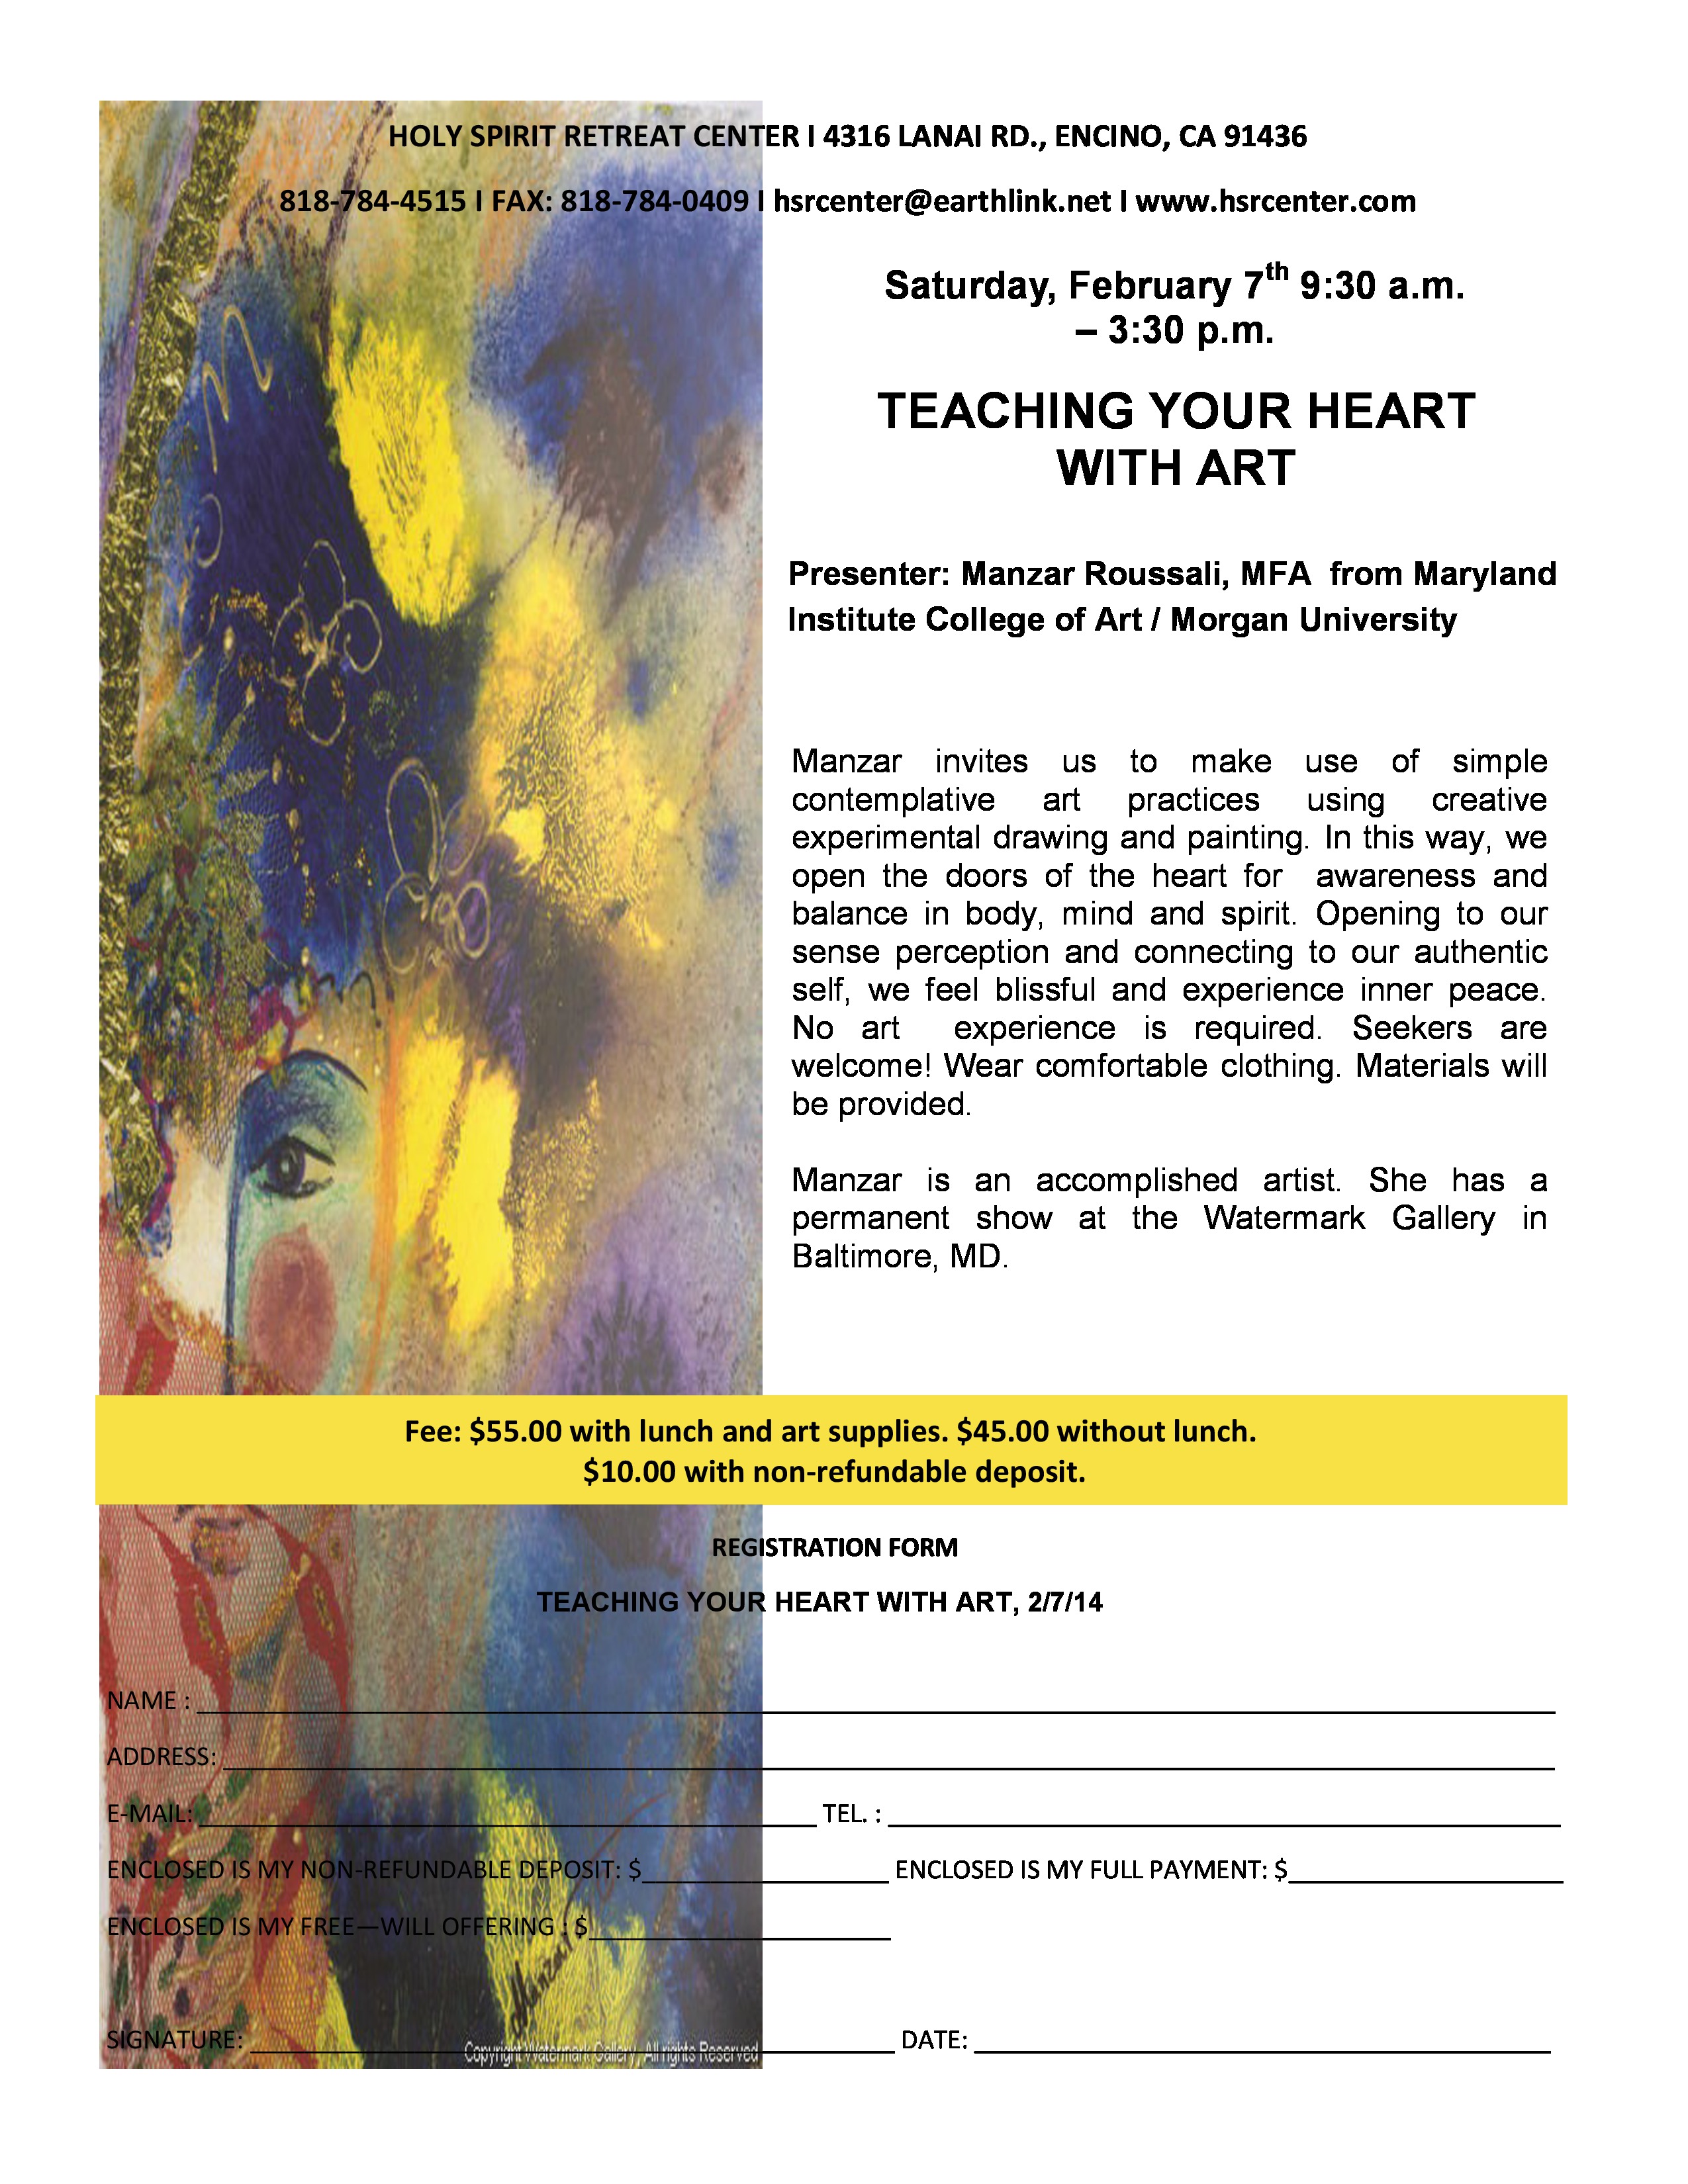 HOLY SPIRIT RETREAT CENTER I 4316 LANAI RD., ENCINO, CA 91436
818-784-4515 I FAX: 818-784-0409 I hsrcenter@earthlink.net I www.hsrcenter.com
Saturday, February 7th 9:30 a.m.
– 3:30 p.m.
TEACHING YOUR HEART
WITH ART
Presenter: Manzar Roussali, MFA from Maryland
Institute College of Art / Morgan University
Manzar invites us to make use of simple
contemplative art practices using creative
experimental drawing and painting. In this way, we
open the doors of the heart for awareness and
balance in body, mind and spirit. Opening to our
sense perception and connecting to our authentic
self, we feel blissful and experience inner peace.
No art experience is required. Seekers are
welcome! Wear comfortable clothing. Materials will
be provided.
Manzar is an accomplished artist. She has a
permanent show at the Watermark Gallery in
Baltimore, MD.
Fee: $55.00 with lunch and art supplies. $45.00 without lunch.
$10.00 with non-refundable deposit.
REGISTRATION FORM
TEACHING YOUR HEART WITH ART, 2/7/14
NAME :
ADDRESS:
E-MAIL: TEL. :
ENCLOSED IS MY NON-REFUNDABLE DEPOSIT: $ ENCLOSED IS MY FULL PAYMENT: $
ENCLOSED IS MY FREE—WILL OFFERING : $
Manzar
SIGNATURE: DATE:
Copyright Watermark Gallery, All rights Reserved